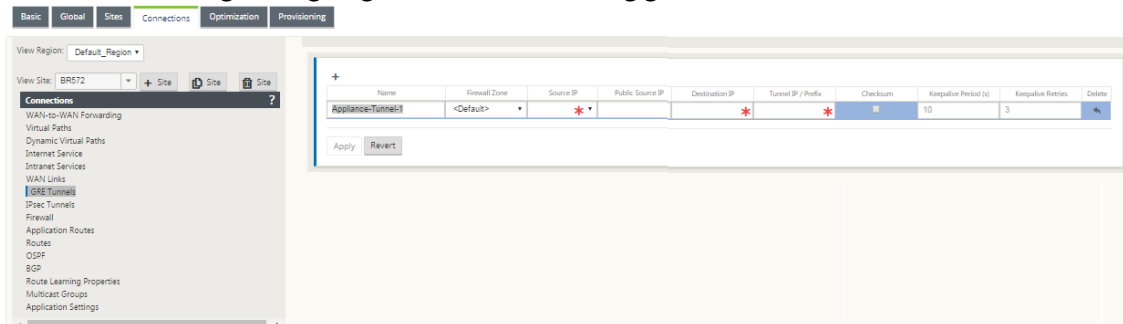 Basic Global Sites Connections Optimization Provisioning
View Region: Default_Region
View Site: BR572 + Site Site Site
Connections ?
WAN-to-WAN Forwarding
Virtual Paths
Dynamic Virtual Paths
Internet Service
Intranet Services
WAN Links
GRE Tunnels
IPsec Tunnels
Firewall
Application Routes
Routes
OSPF
BGP
Route Learning Properties
Multicast Groups
Application Settings
+
Name Firewall Zone Source IP Public Source IP Destination IP Tunnel IP / Prefix Checksum Keepalive Period (s) Keepalive Retries Delete
Appliance-Tunnel-1 <Default> * * * 10 3
Apply Revert